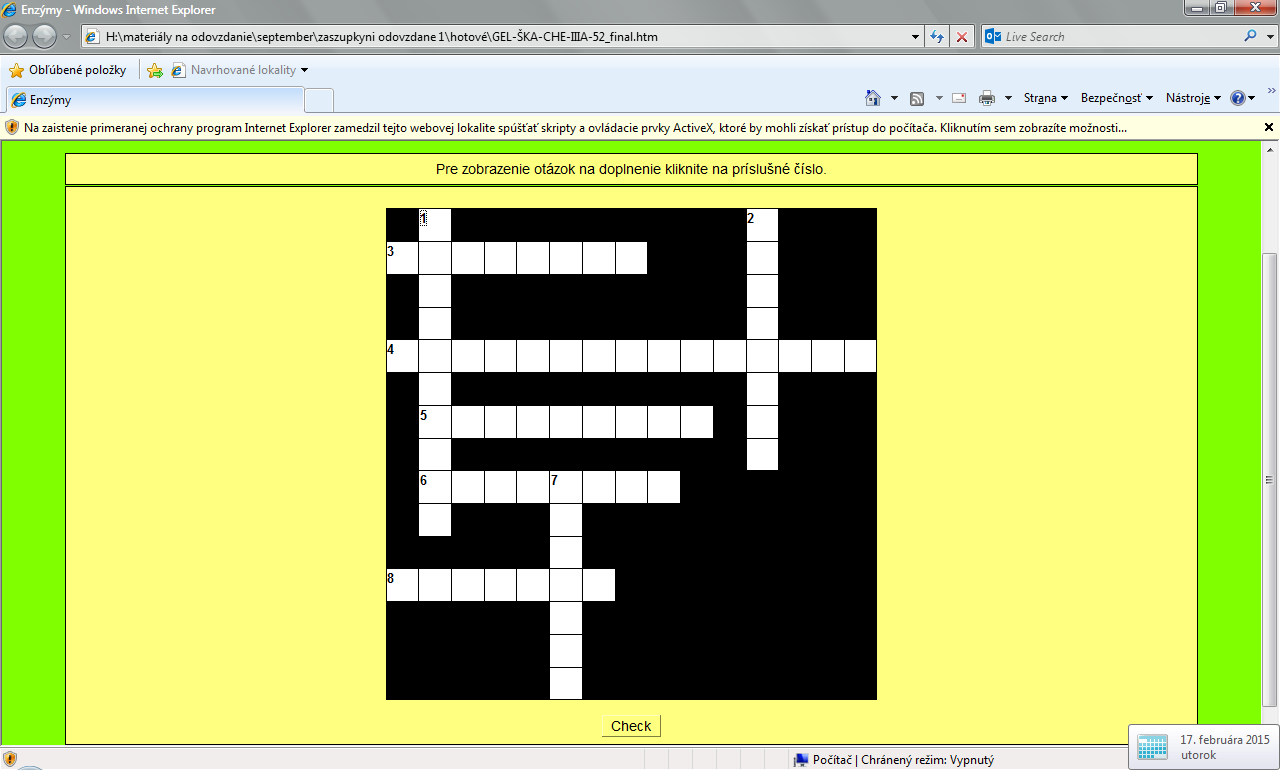 Enzýmy - Windows Internet Explorer
H:\materiály na odovzdanie\september\zaszupkyni odovzdane1\hotové\GEL-ŠKA-CHE-IIIA-52_final.htm
Live Search
Obľúbené položky
Navrhované lokality
Enzýmy
Strana
Bezpečnosť
Nástroje
Na zaistenie primeranej ochrany program Internet Explorer zamedzil tejto webovej lokalite spúšťať skripty a ovládacie prvky ActiveX, ktoré by mohli získať prístup do počítača. Kliknutím sem zobrazíte možnosti...
Pre zobrazenie otázok na doplnenie kliknite na príslušné číslo.
1 2
3
4
5
6 7
8
Check
17. februára 2015
utorok
Počítač | Chránený režim: Vypnutý